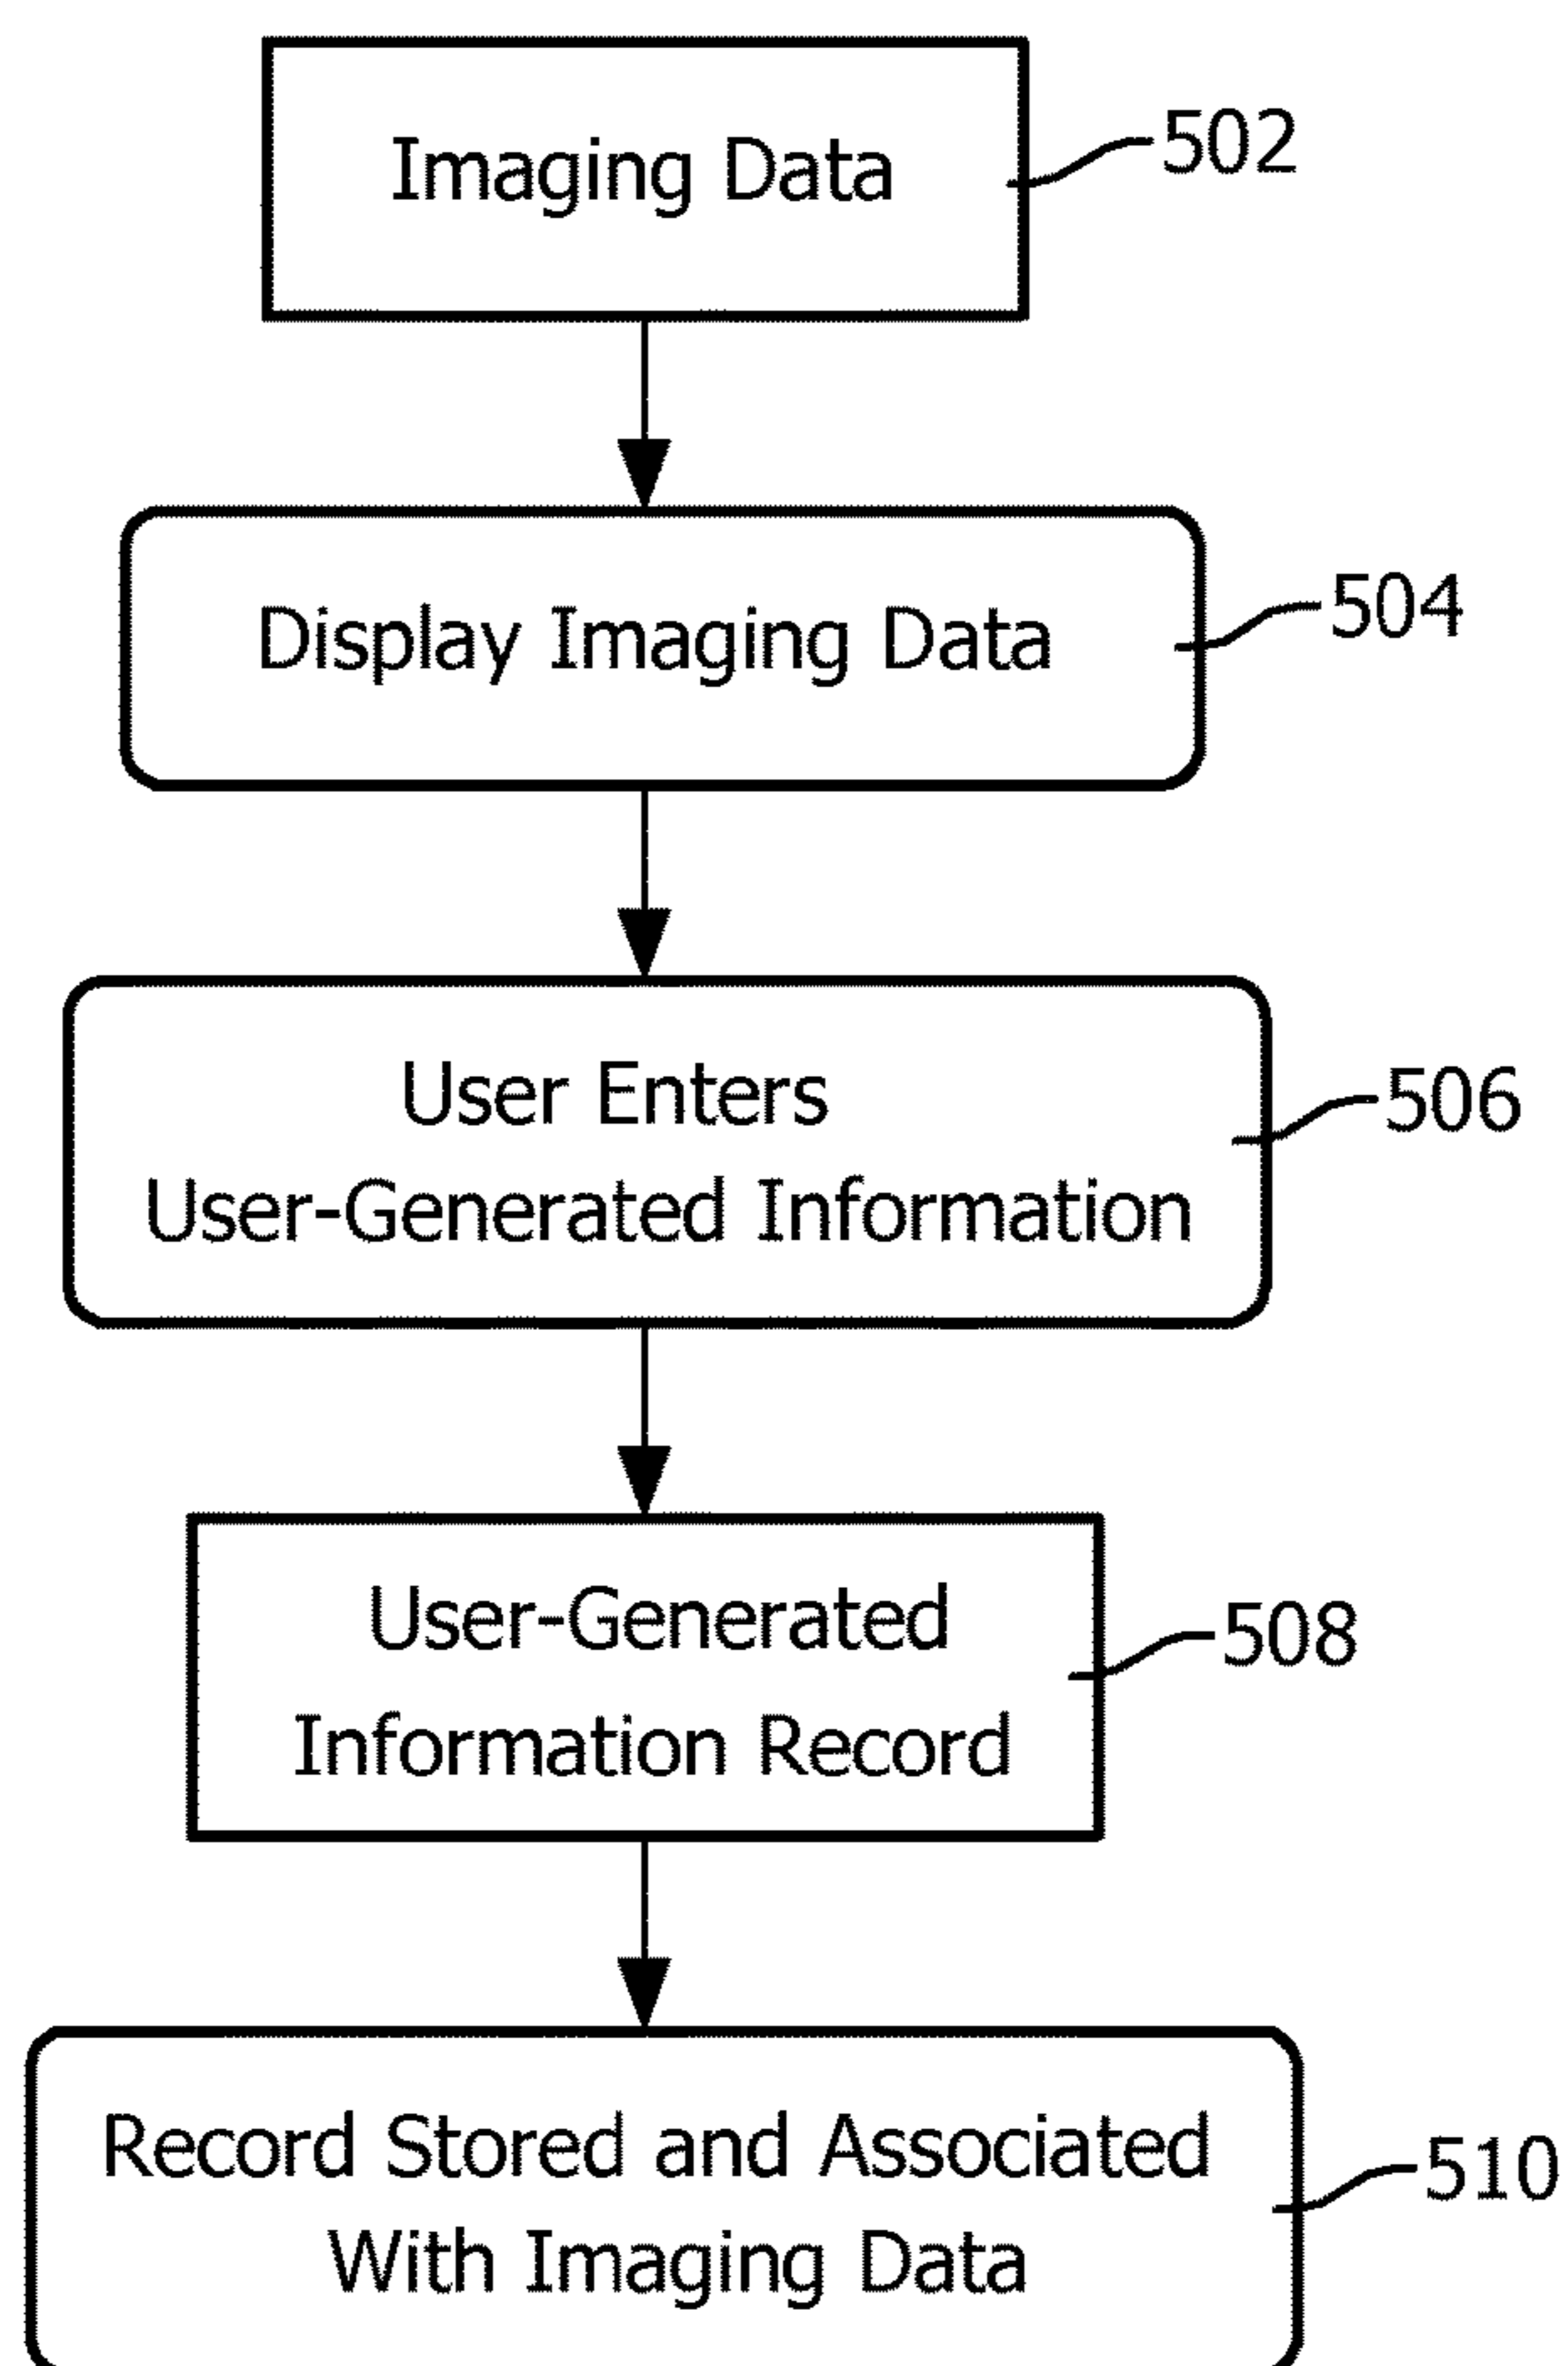 Imaging Data
502
Display Imaging Data
504
User Enters
User-Generated Information
506
User-Generated
Information Record
508
Record Stored and Associated
With Imaging Data
510